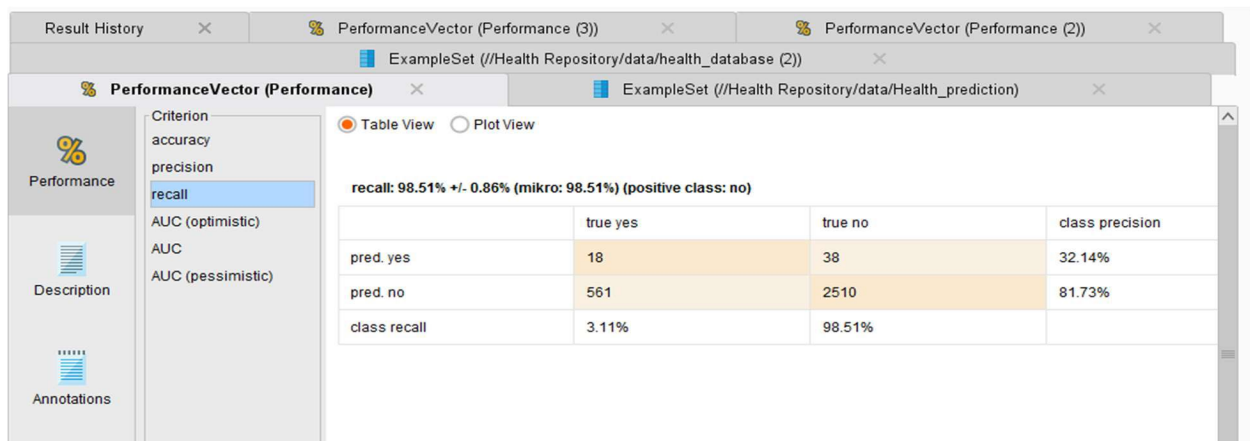 Result History
PerformanceVector (Performance (3))
PerformanceVector (Performance (2))
ExampleSet (//Health Repository/data/health_database (2))
PerformanceVector (Performance)
ExampleSet (//Health Repository/data/Health_prediction)
Performance
Description
Annotations
Criterion
accuracy
precision
recall
AUC (optimistic)
AUC
AUC (pessimistic)
Table View Plot View
recall: 98.51% +/- 0.86% (mikro: 98.51%) (positive class: no)
true yes true no class precision
pred. yes 18 38 32.14%
pred. no 561 2510 81.73%
class recall 3.11% 98.51%